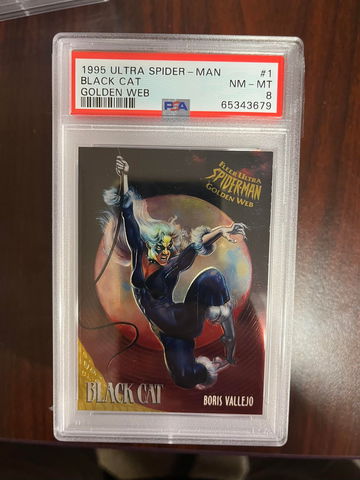 1995 ULTRA SPIDER-MAN #1
BLACK CAT NM-MT
GOLDEN WEB 8
PSA 65343679
FLEER ULTRA
SPIDER-MAN
GOLDEN WEB
BLACK CAT
BORIS VALLEJO